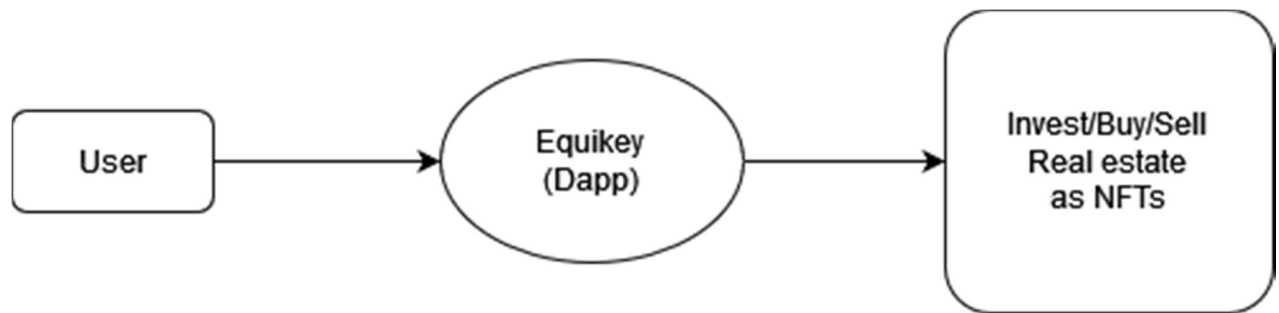 User
Equikey
(Dapp)
Invest/Buy/Sell
Real estate
as NFTs